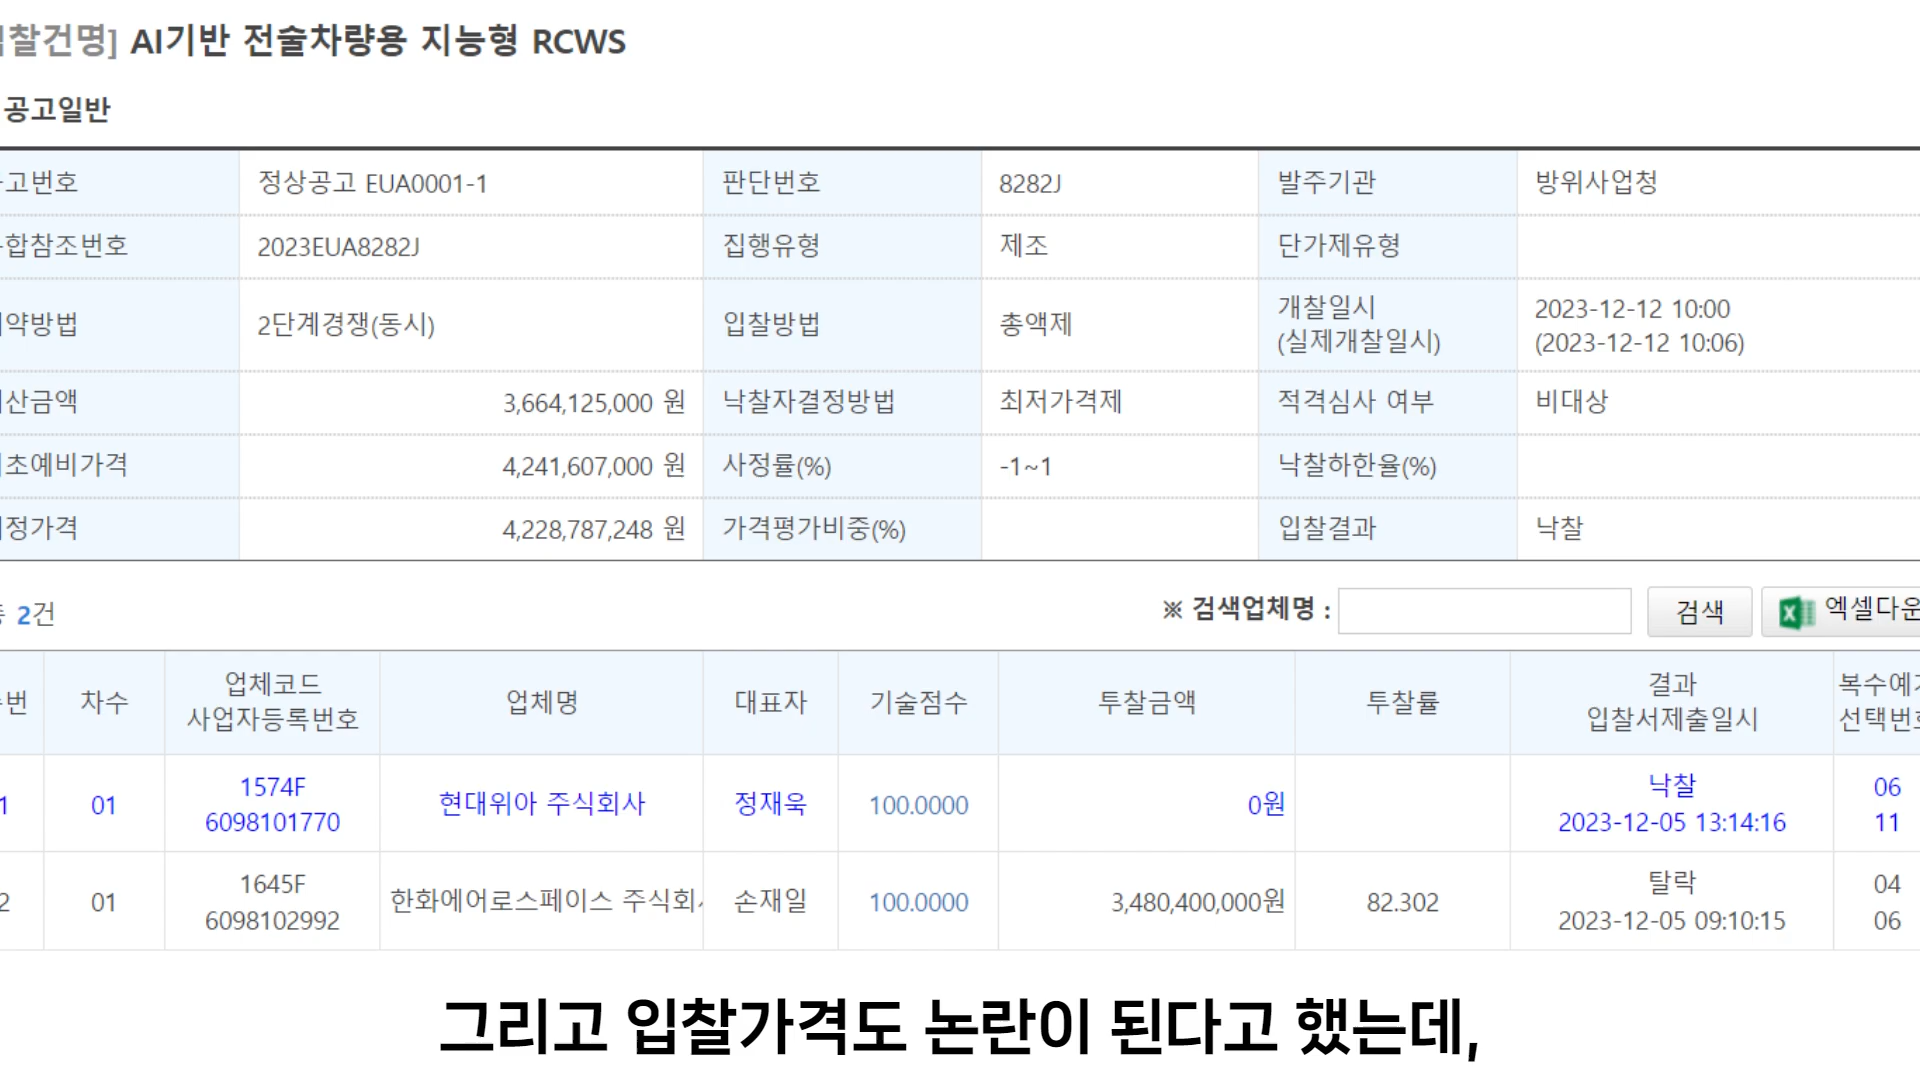 찰건명] AI기반 전술차량용 지능형 RCWS
공고일반
고번호 정상공고 EUA0001-1 판단번호 8282J 발주기관 방위사업청
합참조번호 2023EUA8282J 집행유형 제조 단가제유형
약방법 2단계경쟁(동시) 입찰방법 총액제 개찰일시
(실제개찰일시) 2023-12-12 10:00
(2023-12-12 10:06)
산금액 3,664,125,000 원 낙찰자결정방법 최저가격제 적격심사 여부 비대상
초예비가격 4,241,607,000 원 사정률(%) -1~1 낙찰하한율(%)
정가격 4,228,787,248 원 가격평가비중(%) 입찰결과 낙찰
2건 ※ 검색업체명 : 검색 엑셀다운
번 차수 업체코드
사업자등록번호 업체명 대표자 기술점수 투찰금액 투찰률 결과
입찰서제출일시 복수예
선택번
1 01 1574F
6098101770 현대위아 주식회사 정재욱 100.0000 0원 낙찰
2023-12-05 13:14:16 06
11
2 01 1645F
6098102992 한화에어로스페이스 주식회 손재일 100.0000 3,480,400,000원 82.302 탈락
2023-12-05 09:10:15 04
06
그리고 입찰가격도 논란이 된다고 했는데,